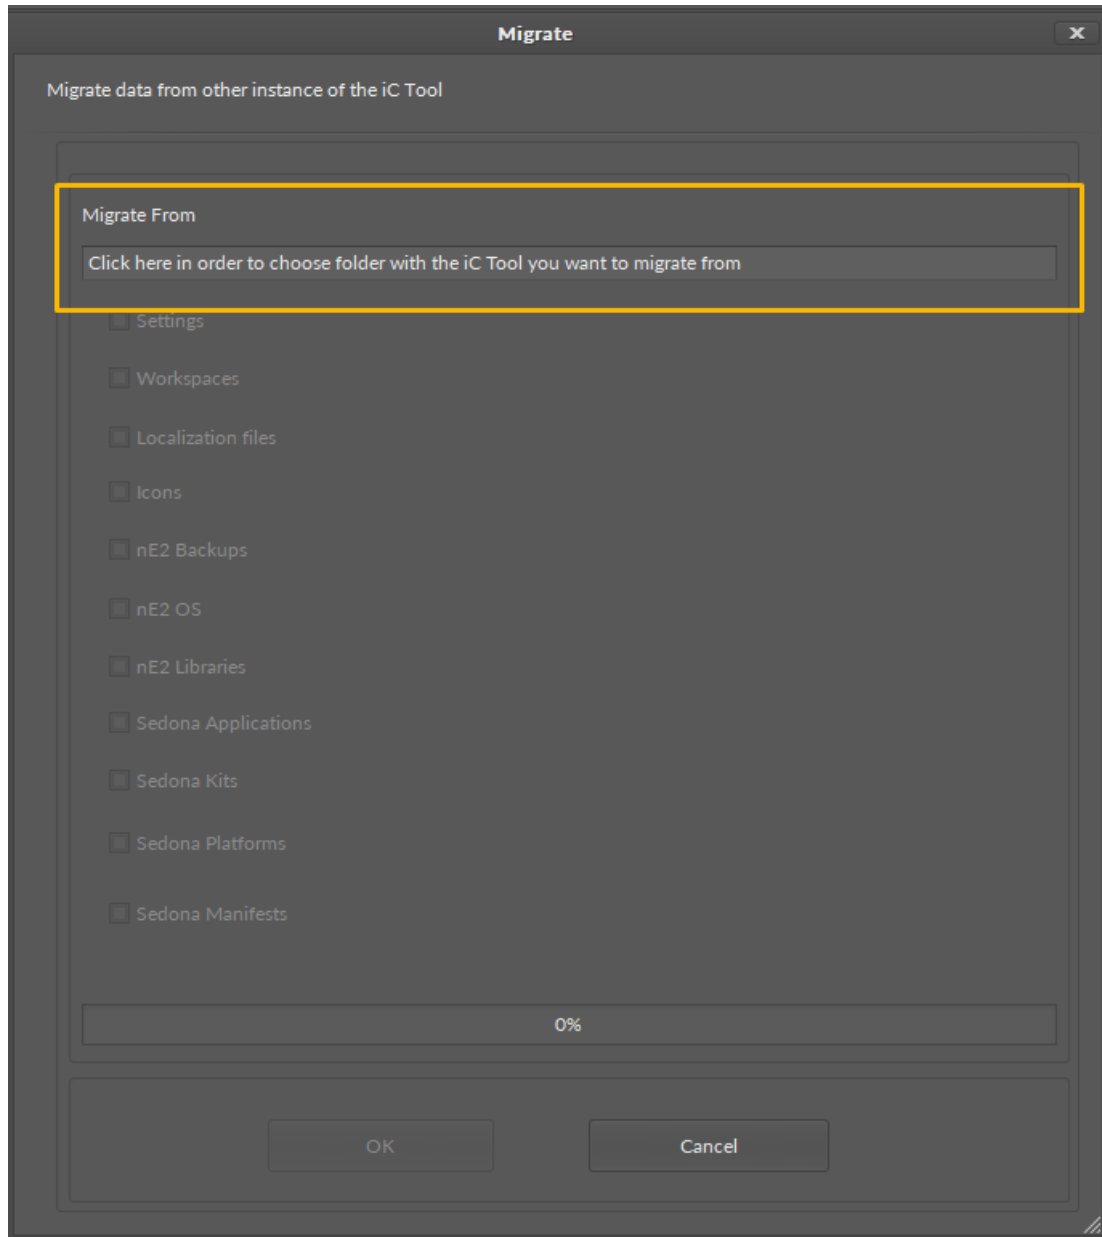 Migrate
Migrate data from other instance of the iC Tool
Migrate From
Click here in order to choose folder with the iC Tool you want to migrate from
Settings
Workspaces
Localization files
Icons
nE2 Backups
nE2 OS
nE2 Libraries
Sedona Applications
Sedona Kits
Sedona Platforms
Sedona Manifests
0%
OK Cancel